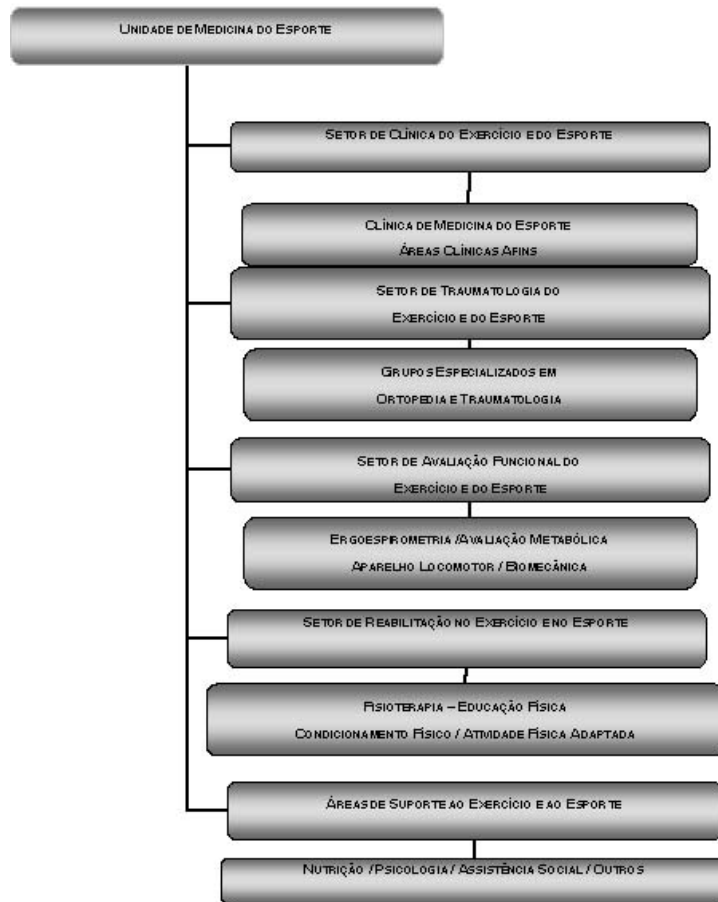 UNIDADE DE MEDICINA DO ESPORTE
SETOR DE CLÍNICA DO EXERCÍCIO E DO ESPORTE
CLÍNICA DE MEDICINA DO ESPORTE
ÁREAS CLÍNICAS AFINS
SETOR DE TRAUMATOLOGIA DO
EXERCÍCIO E DO ESPORTE
GRUPOS ESPECIALIZADOS EM
ORTOPEDIA E TRAUMATOLOGIA
SETOR DE AVALIAÇÃO FUNCIONAL DO
EXERCÍCIO E DO ESPORTE
ERGOESPIROMETRIA / AVALIAÇÃO METABÓLICA
APARELHO LOCOMOTOR / BIOMECÂNICA
SETOR DE REABILITAÇÃO NO EXERCÍCIO E NO ESPORTE
FISIOTERAPIA – EDUCAÇÃO FÍSICA
CONDICIONAMENTO FÍSICO / ATIVIDADE FÍSICA ADAPTADA
ÁREAS DE SUPORTE AO EXERCÍCIO E AO ESPORTE
NUTRIÇÃO / PSICOLOGIA / ASSISTÊNCIA SOCIAL / OUTROS